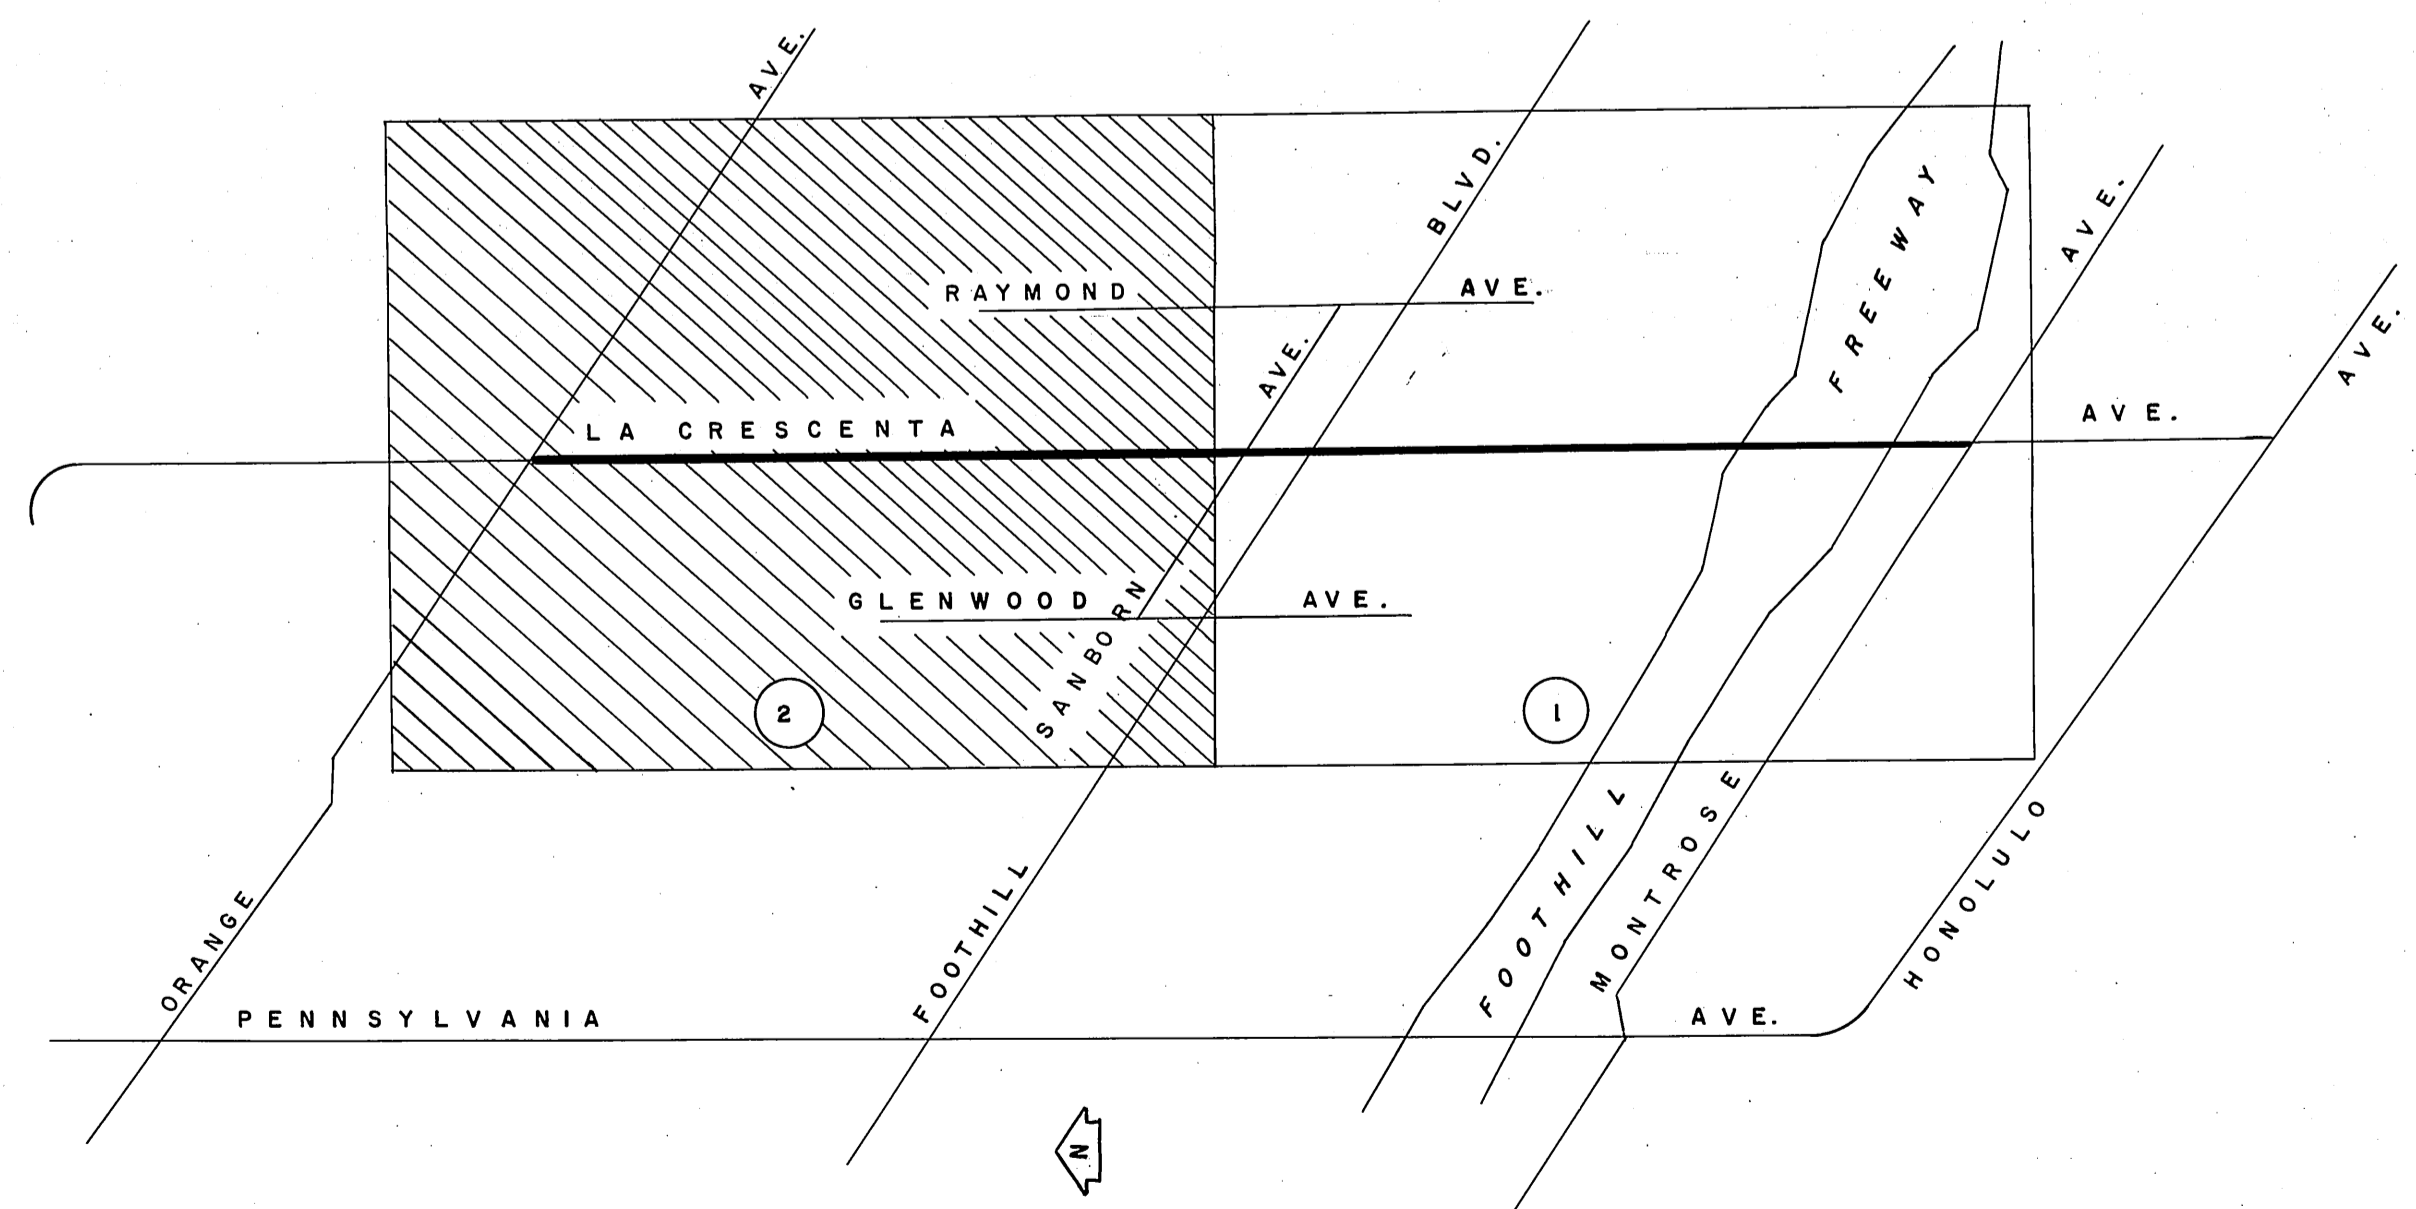 ORANGE AVE.
FOOTHILL BLVD.
RAYMOND AVE.
SANBORN AVE.
LA CRESCENTA AVE.
GLENWOOD AVE.
FOOTHILL FREEWAY
MONTROSE AVE.
HONOLULO AVE.
2
1
PENNSYLVANIA AVE.
N